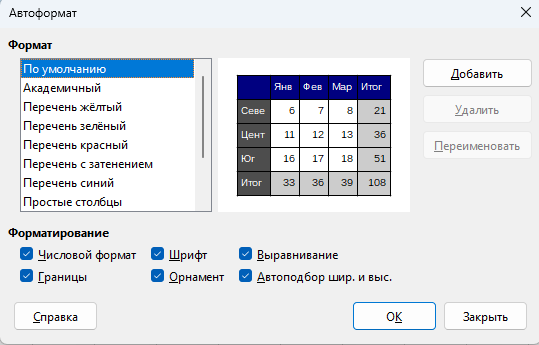 Автоформат
Формат
По умолчанию
Академичный
Перечень жёлтый
Перечень зелёный
Перечень красный
Перечень с затенением
Перечень синий
Простые столбцы
Янв Фев Мар Итог
Севе 6 7 8 21
Цент 11 12 13 36
Юг 16 17 18 51
Итог 33 36 39 108
Добавить
Удалить
Переименовать
Форматирование
Числовой формат Шрифт Выравнивание
Границы Орнамент Автоподбор шир. и выс.
Справка ОК Закрыть